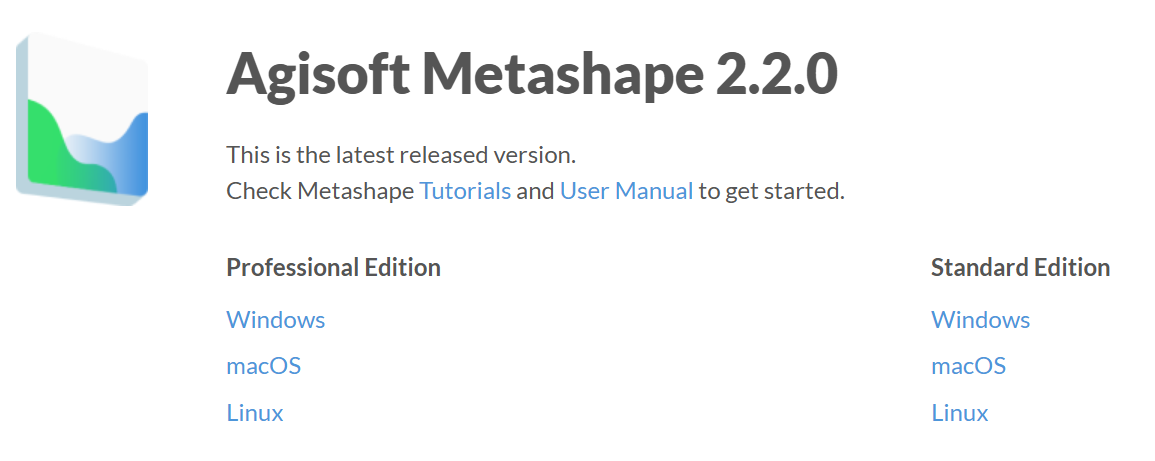 Agisoft Metashape 2.2.0
This is the latest released version.
Check Metashape Tutorials and User Manual to get started.
Professional Edition
Windows
macOS
Linux
Standard Edition
Windows
macOS
Linux